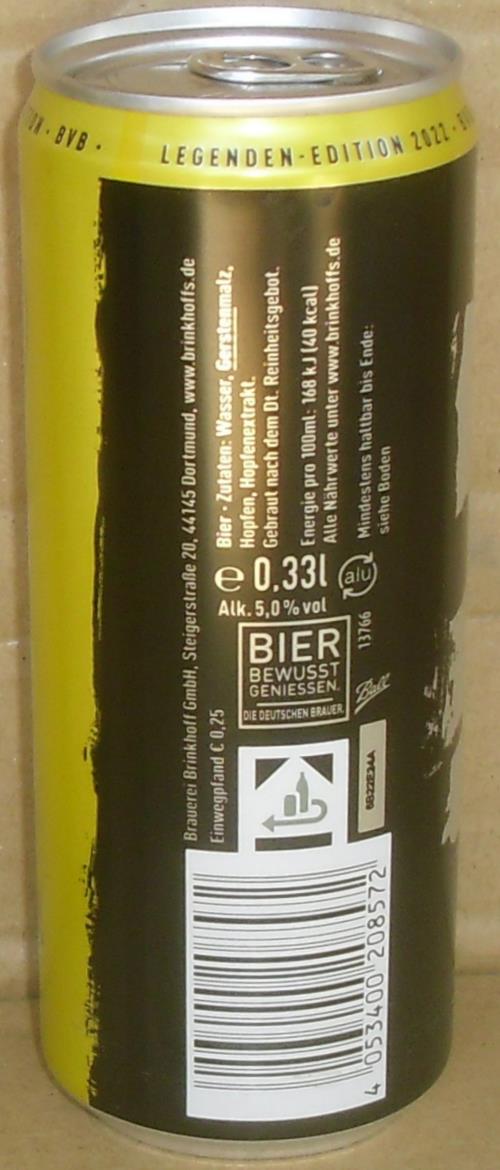 · BVB ·
LEGENDEN-EDITION 2022 ·
Brauerei Brinkhoff GmbH, Steigerstraße 20, 44145 Dortmund, www.brinkhoffs.de
Einwegpfand € 0,25
Bier · Zutaten: Wasser, Gerstenmalz,
Hopfen, Hopfenextrakt.
Gebraut nach dem Dt. Reinheitsgebot.
Energie pro 100ml: 168 kJ (40 kcal)
Alle Nährwerte unter www.brinkhoffs.de
Mindestens haltbar bis Ende:
siehe Boden
e 0,33l
alu
Alk. 5,0 % vol
BIER
BEWUSST
GENIESSEN.
DIE DEUTSCHEN BRAUER.
13766
Ball
4 053400 208572